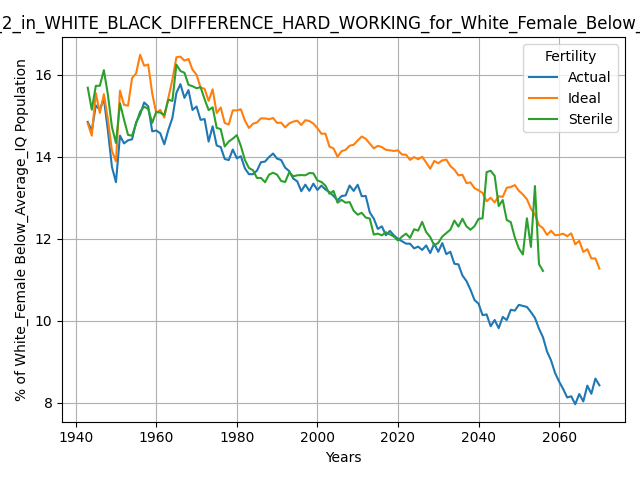 _2_in_WHITE_BLACK_DIFFERENCE_HARD_WORKING_for_White_Female_Below_
% of White_Female Below_Average_IQ Population
16
14
12
10
8
Fertility
Actual
Ideal
Sterile
1940 1960 1980 2000 2020 2040 2060
Years